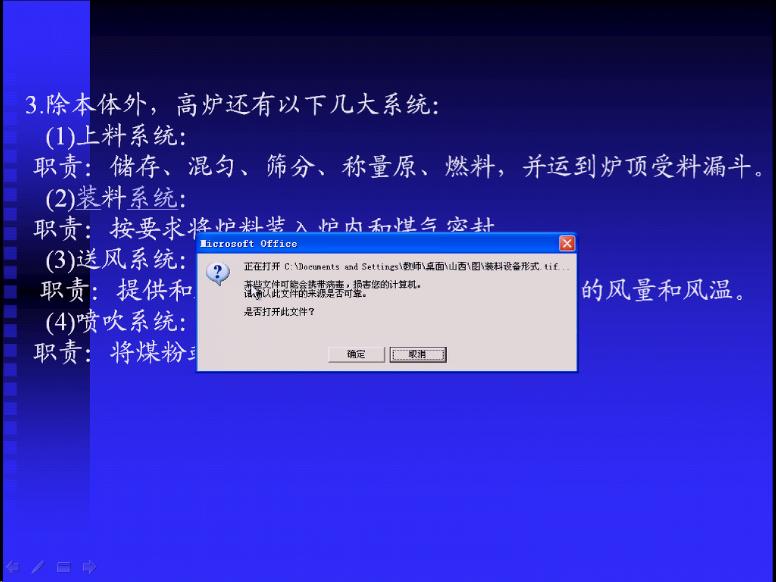 3.除本体外，高炉还有以下几大系统：
(1)上料系统：
职责：储存、混匀、筛分、称量原、燃料，并运到炉顶受料漏斗。
(2)装料系统：
职责：按要求将炉料装入炉内和煤气密封
(3)送风系统：
职责：提供和
的风量和风温。
(4)喷吹系统：
职责：将煤粉
Microsoft Office
正在打开 C:\Documents and Settings\教师\桌面\山西\图\装料设备形式.tif...
某些文件可能会携带病毒，损害您的计算机。
请确认此文件的来源是否可靠。
是否打开此文件？
确定
取消